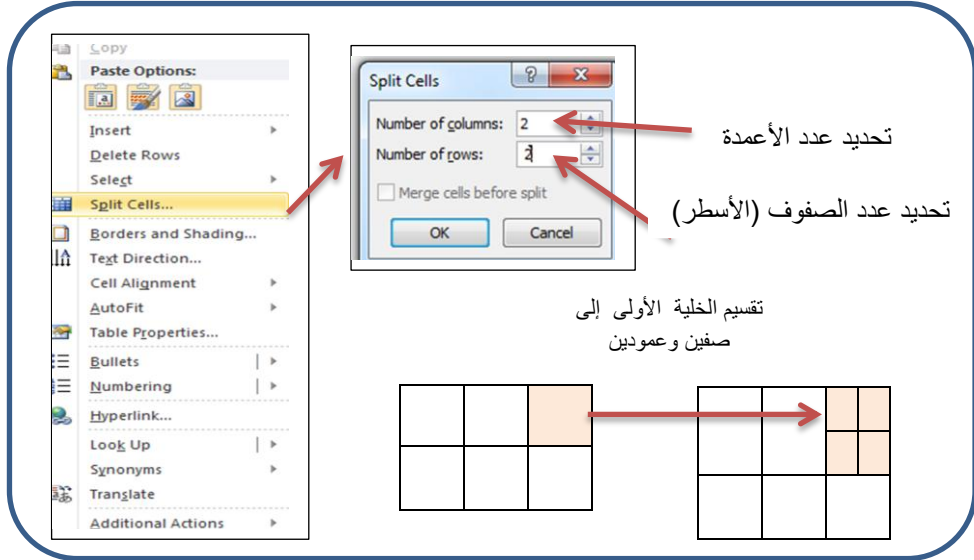 Copy
Paste Options:
Insert
Delete Rows
Select
Split Cells...
Borders and Shading...
Text Direction...
Cell Alignment
AutoFit
Table Properties...
Bullets
Numbering
Hyperlink...
Look Up
Synonyms
Translate
Additional Actions
Split Cells
Number of columns: 2
Number of rows: 2
Merge cells before split
OK Cancel
تحديد عدد الأعمدة
تحديد عدد الصفوف (الأسطر)
تقسيم الخلية الأولى إلى
صفين وعمودين